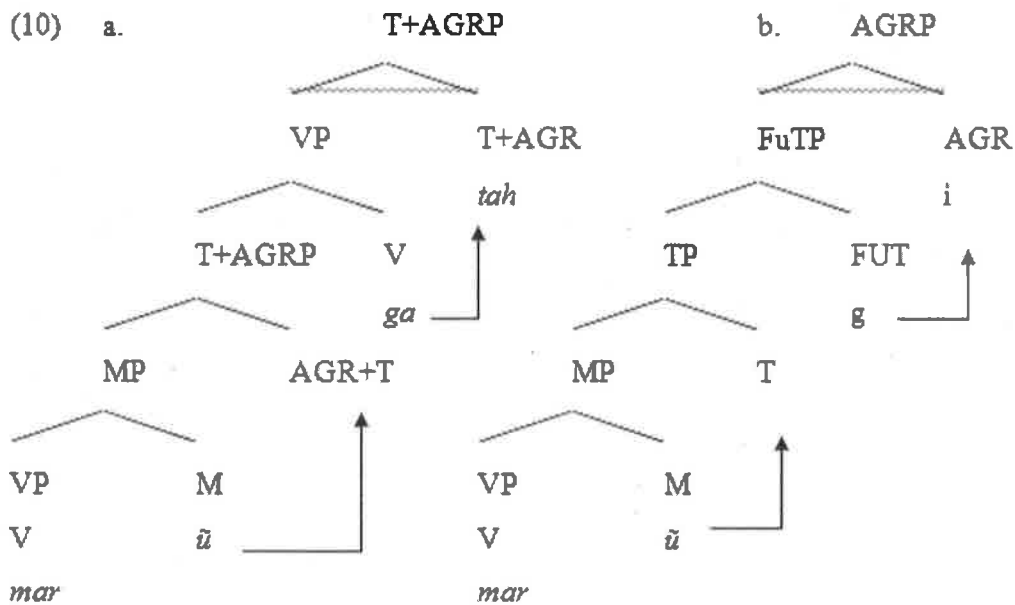 (10) a. T+AGRP b. AGRP
VP T+AGR FuTP AGR
tah i
T+AGRP V TP FUT
ga g
MP AGR+T MP T
VP M VP M
V ũ V ũ
mar mar